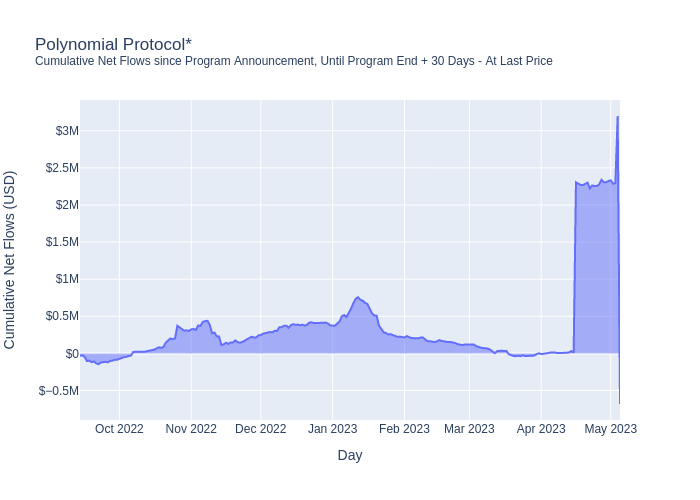 Polynomial Protocol*
Cumulative Net Flows since Program Announcement, Until Program End + 30 Days - At Last Price
Cumulative Net Flows (USD)
$3M
$2.5M
$2M
$1.5M
$1M
$0.5M
$0
$−0.5M
Oct 2022
Nov 2022
Dec 2022
Jan 2023
Feb 2023
Mar 2023
Apr 2023
May 2023
Day